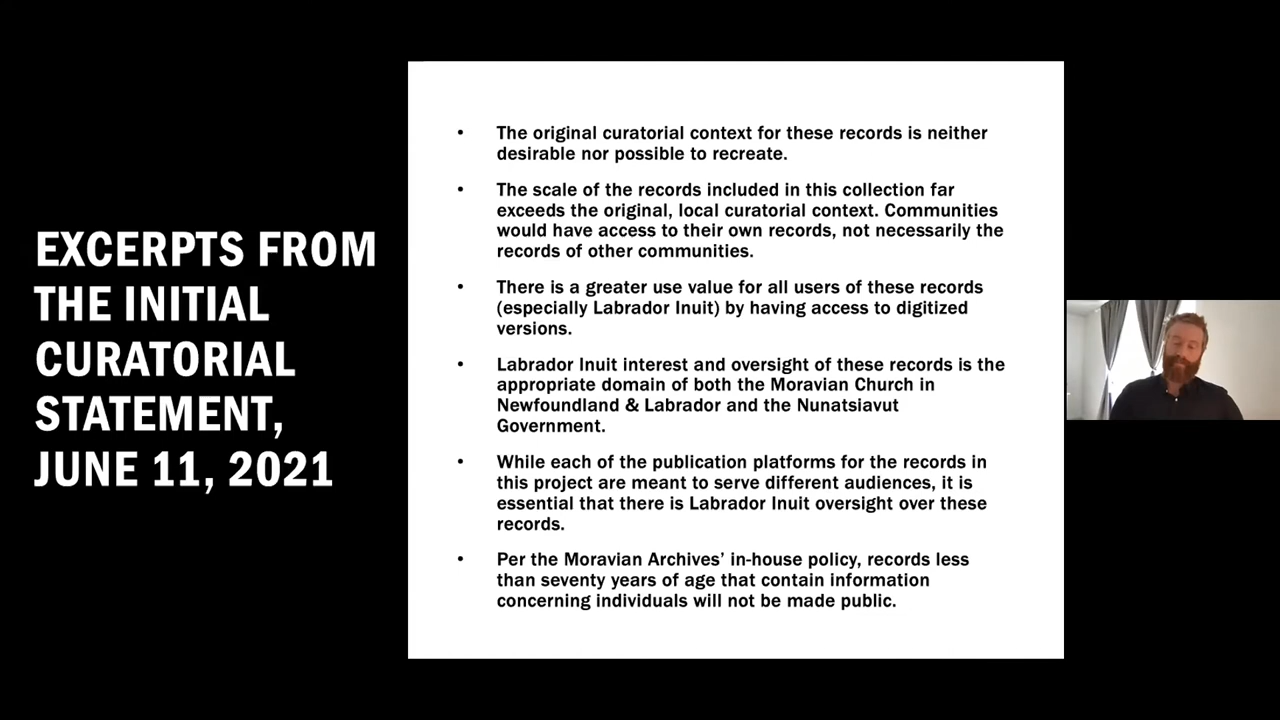 EXCERPTS FROM
THE INITIAL
CURATORIAL
STATEMENT,
JUNE 11, 2021
• The original curatorial context for these records is neither
desirable nor possible to recreate.
• The scale of the records included in this collection far
exceeds the original, local curatorial context. Communities
would have access to their own records, not necessarily the
records of other communities.
• There is a greater use value for all users of these records
(especially Labrador Inuit) by having access to digitized
versions.
• Labrador Inuit interest and oversight of these records is the
appropriate domain of both the Moravian Church in
Newfoundland & Labrador and the Nunatsiavut
Government.
• While each of the publication platforms for the records in
this project are meant to serve different audiences, it is
essential that there is Labrador Inuit oversight over these
records.
• Per the Moravian Archives’ in-house policy, records less
than seventy years of age that contain information
concerning individuals will not be made public.